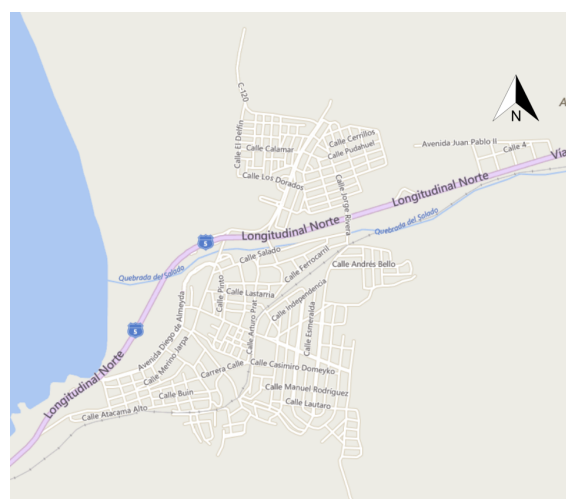 C-120
N
A
Calle El Delfín
Calle Calamar
Calle Cerrillos
Calle Pudahuel
Avenida Juan Pablo II
Calle 4
Vía
Calle Los Dorados
Calle Jorge Rivera
Longitudinal Norte
Longitudinal Norte
Quebrada del Salado
5
Calle Salado
Calle Ferrocarril
Calle Andrés Bello
Quebrada del Salado
Calle Pinto
Calle Lastarria
Calle Independencia
5
Avenida Diego de Almeyda
Calle Merino Jarpa
Calle Arturo Prat
Calle Esmeralda
Longitudinal Norte
Carrera Calle
Calle Casimiro Domeyko
Calle Buin
Calle Manuel Rodriguez
Calle Atacama Alto
Calle Lautaro